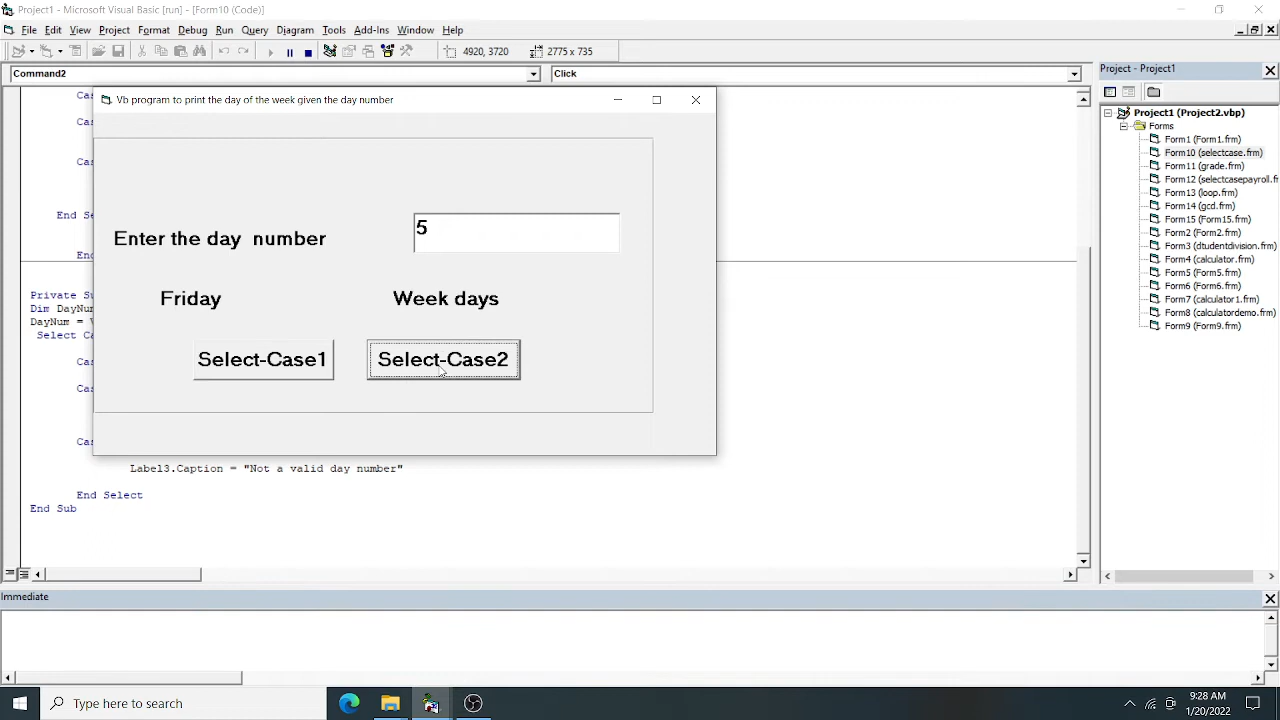 Project1 - Microsoft Visual Basic [run] - [Form10 (Code)]
File Edit View Project Format Debug Run Query Diagram Tools Add-Ins Window Help
4920, 3720 2775 x 735
Command2 Click
Project - Project1
Vb program to print the day of the week given the day number
Enter the day number 5
Friday Week days
Select-Case1 Select-Case2
End Se
Private Su
Dim DayNum
DayNum = V
Select Ca
Label3.Caption = "Not a valid day number"
End Select
End Sub
Project1 (Project2.vbp)
Forms
Form1 (Form1.frm)
Form10 (selectcase.frm)
Form11 (grade.frm)
Form12 (selectcasepayroll.fr
Form13 (loop.frm)
Form14 (gcd.frm)
Form15 (Form15.frm)
Form2 (Form2.frm)
Form3 (dtudentdivision.frm)
Form4 (calculator.frm)
Form5 (Form5.frm)
Form6 (Form6.frm)
Form7 (calculator1.frm)
Form8 (calculatordemo.frm)
Form9 (Form9.frm)
Immediate
Type here to search
9:28 AM
1/20/2022